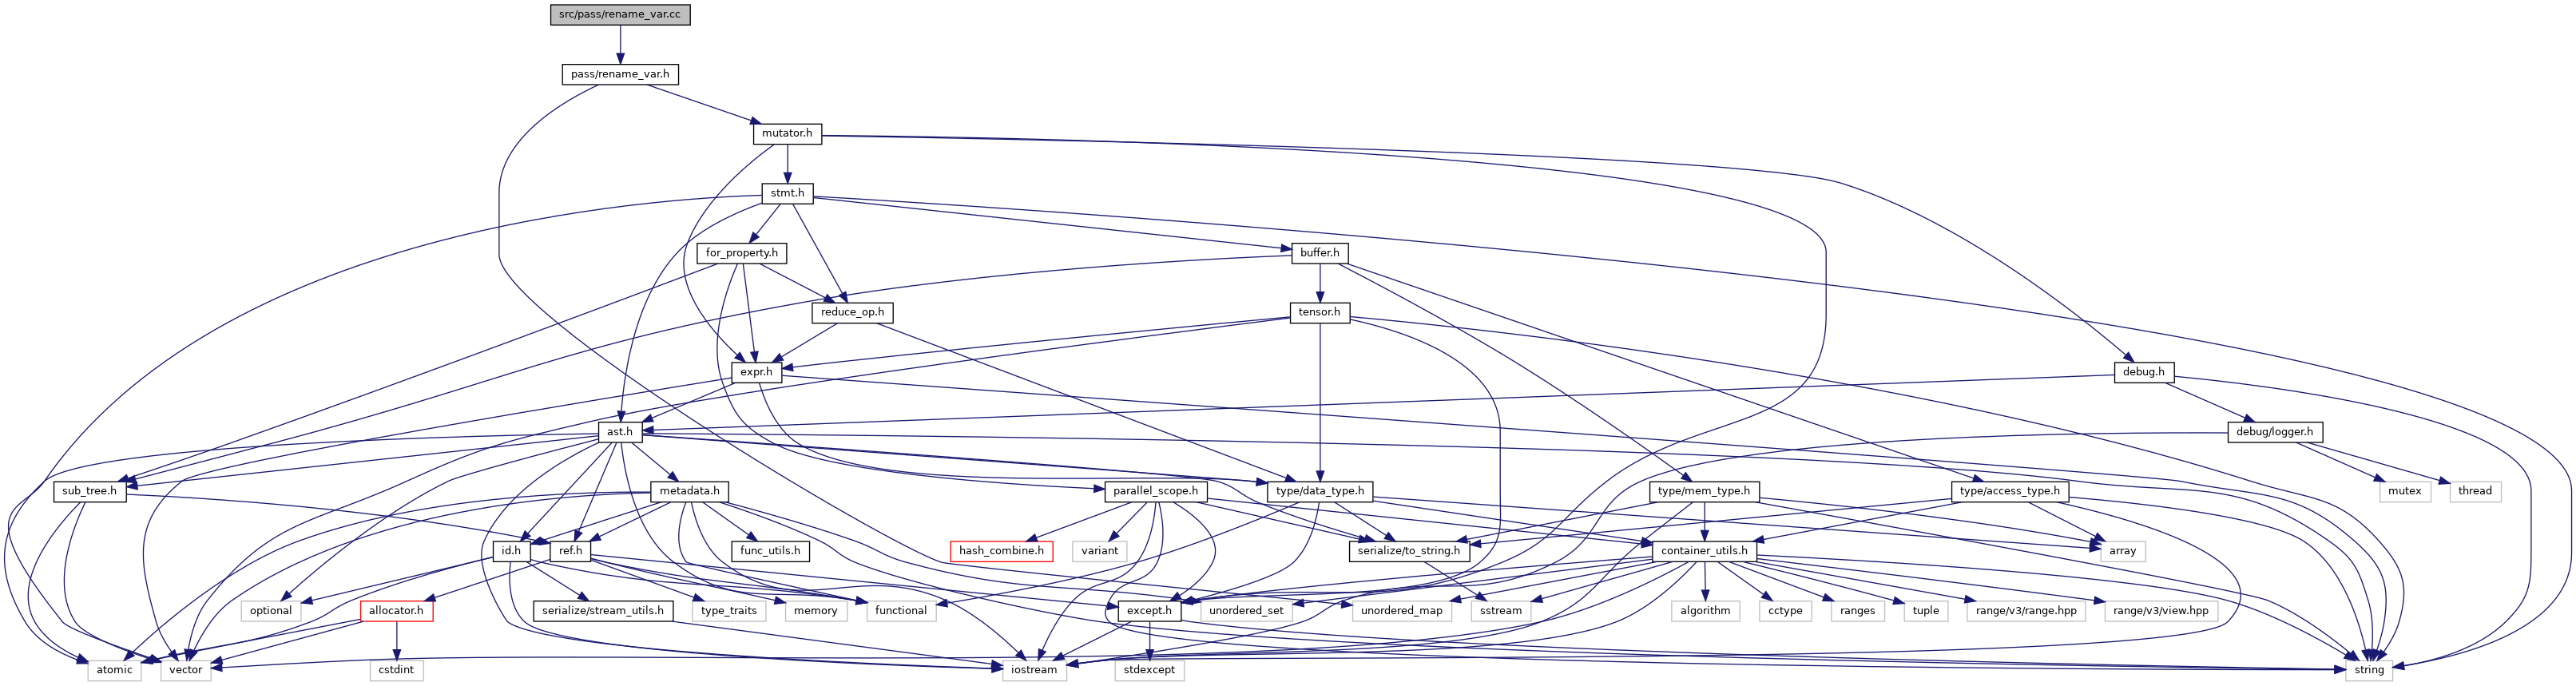 src/pass/rename_var.cc
pass/rename_var.h
mutator.h
stmt.h
for_property.h
buffer.h
reduce_op.h
tensor.h
expr.h
debug.h
ast.h
debug/logger.h
sub_tree.h
metadata.h
parallel_scope.h
type/data_type.h
type/mem_type.h
type/access_type.h
mutex
thread
id.h
ref.h
func_utils.h
hash_combine.h
variant
serialize/to_string.h
container_utils.h
array
optional
allocator.h
serialize/stream_utils.h
type_traits
memory
functional
except.h
unordered_set
unordered_map
sstream
algorithm
cctype
ranges
tuple
range/v3/range.hpp
range/v3/view.hpp
atomic
vector
cstdint
iostream
stdexcept
string